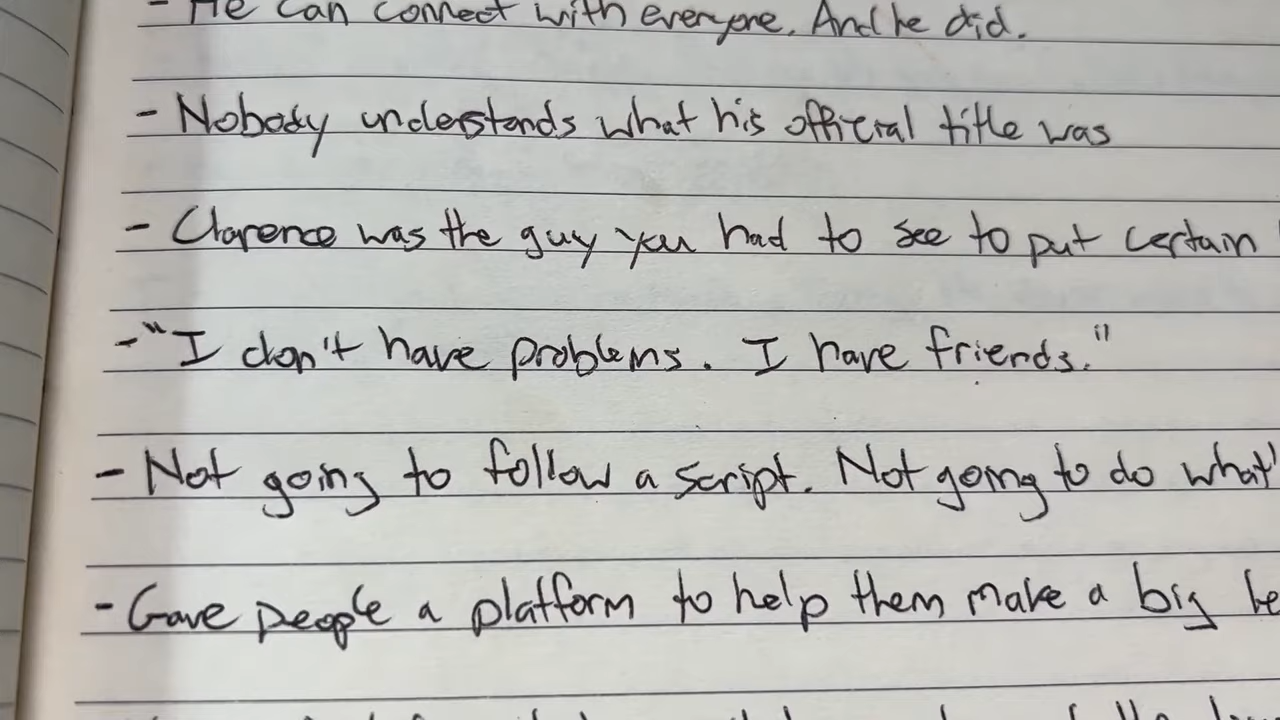 - He can connect with everyone. And he did.
- Nobody understands what his official title was
- Clarence was the guy you had to see to put certain
- "I don't have problems. I have friends."
- Not going to follow a script. Not going to do what'
- Gave people a platform to help them make a big